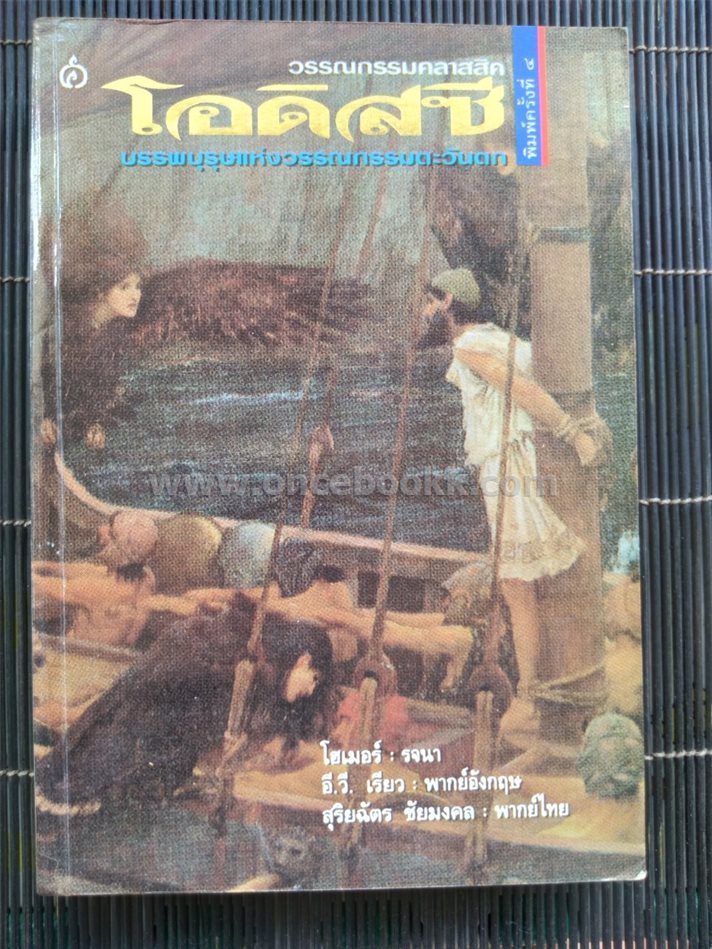 วรรณกรรมคลาสสิค
โอดิสซี
บรรพบุรุษแห่งวรรณกรรมตะวันตก
พิมพ์ครั้งที่ ๔
www.oncebookk.com
โฮเมอร์ : รจนา
อี.วี. เรียว : พากย์อังกฤษ
สุริยฉัตร ชัยมงคล : พากย์ไทย